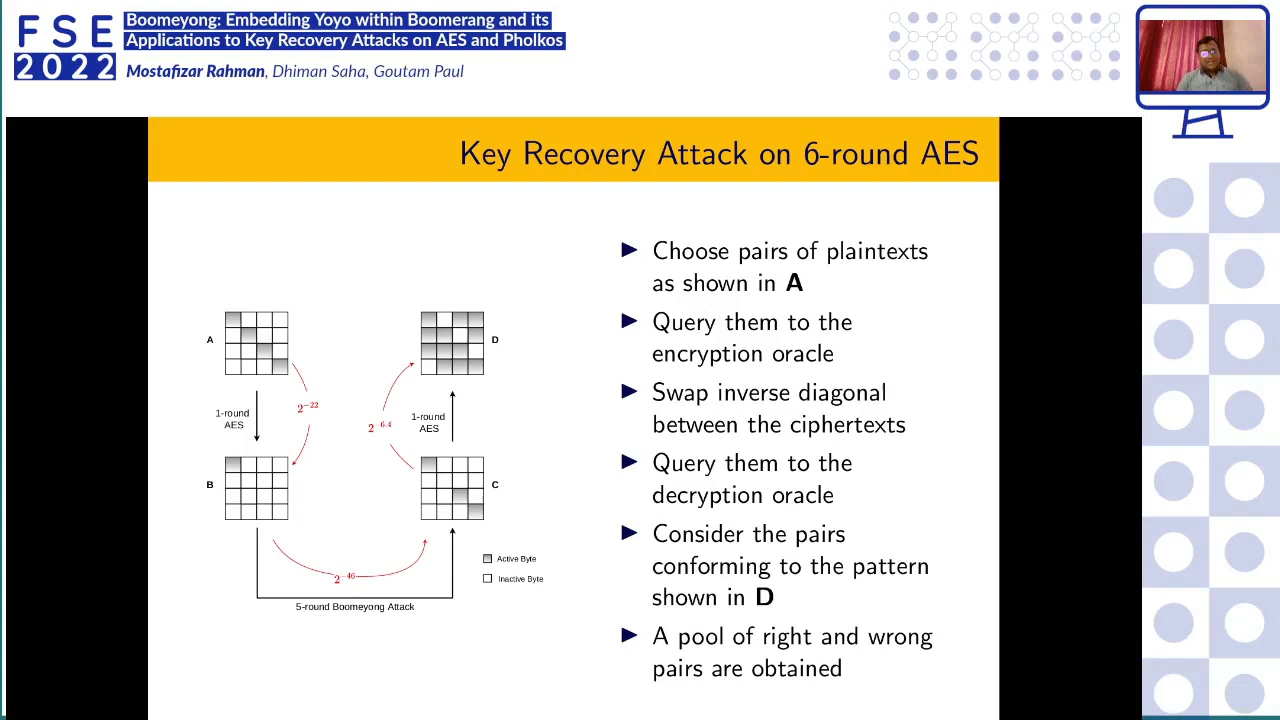 FSE
2022
Boomeyong: Embedding Yoyo within Boomerang and its
Applications to Key Recovery Attacks on AES and Pholkos
Mostafizar Rahman, Dhiman Saha, Goutam Paul
Key Recovery Attack on 6-round AES
A
D
1-round
AES
2^{-22}
2^{-6.4}
1-round
AES
B
C
2^{-46}
5-round Boomeyong Attack
Active Byte
Inactive Byte
▶ Choose pairs of plaintexts
as shown in A
▶ Query them to the
encryption oracle
▶ Swap inverse diagonal
between the ciphertexts
▶ Query them to the
decryption oracle
▶ Consider the pairs
conforming to the pattern
shown in D
▶ A pool of right and wrong
pairs are obtained